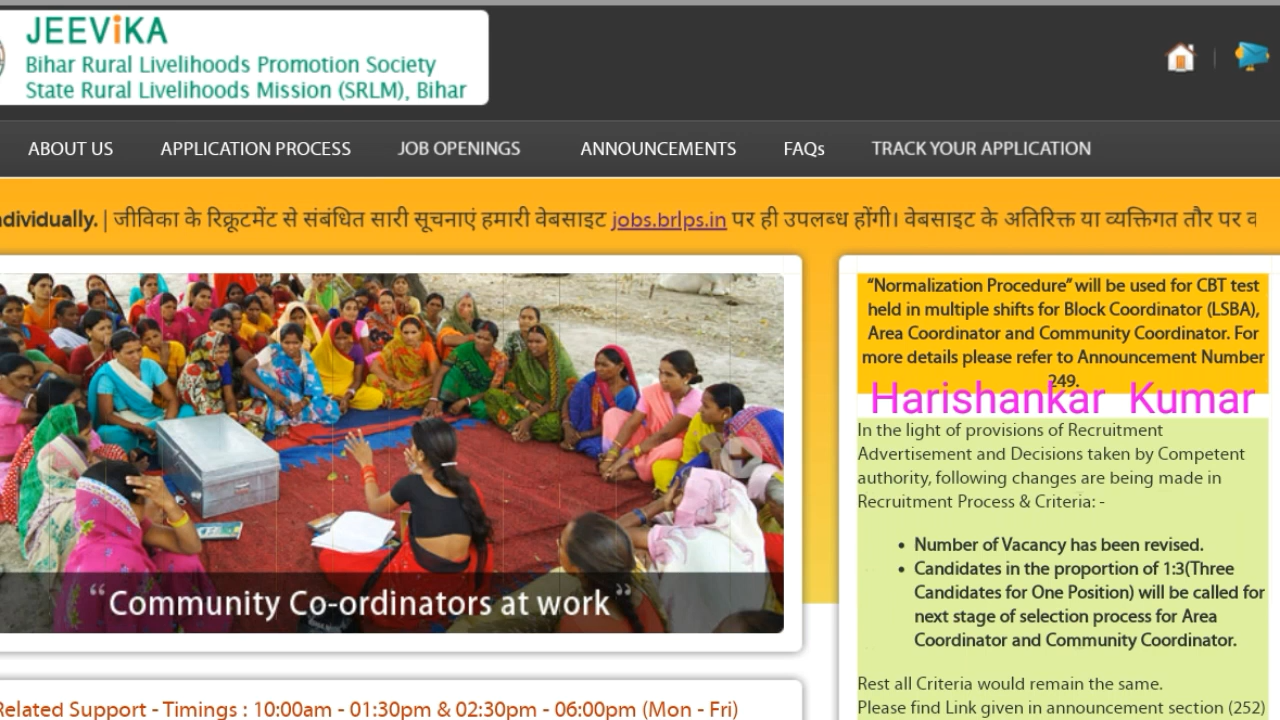 JEEViKA
Bihar Rural Livelihoods Promotion Society
State Rural Livelihoods Mission (SRLM), Bihar
ABOUT US APPLICATION PROCESS JOB OPENINGS ANNOUNCEMENTS FAQs TRACK YOUR APPLICATION
ndividually. | जीविका के रिक्रूटमेंट से संबंधित सारी सूचनाएं हमारी वेबसाइट jobs.brlps.in पर ही उपलब्ध होंगी। वेबसाइट के अतिरिक्त या व्यक्तिगत तौर पर
“Community Co-ordinators at work”
Related Support - Timings : 10:00am - 01:30pm & 02:30pm - 06:00pm (Mon - Fri)
“Normalization Procedure” will be used for CBT test
held in multiple shifts for Block Coordinator (LSBA),
Area Coordinator and Community Coordinator. For
more details please refer to Announcement Number
249.
Harishankar Kumar
In the light of provisions of Recruitment
Advertisement and Decisions taken by Competent
authority, following changes are being made in
Recruitment Process & Criteria: -
• Number of Vacancy has been revised.
• Candidates in the proportion of 1:3(Three
Candidates for One Position) will be called for
next stage of selection process for Area
Coordinator and Community Coordinator.
Rest all Criteria would remain the same.
Please find Link given in announcement section (252)